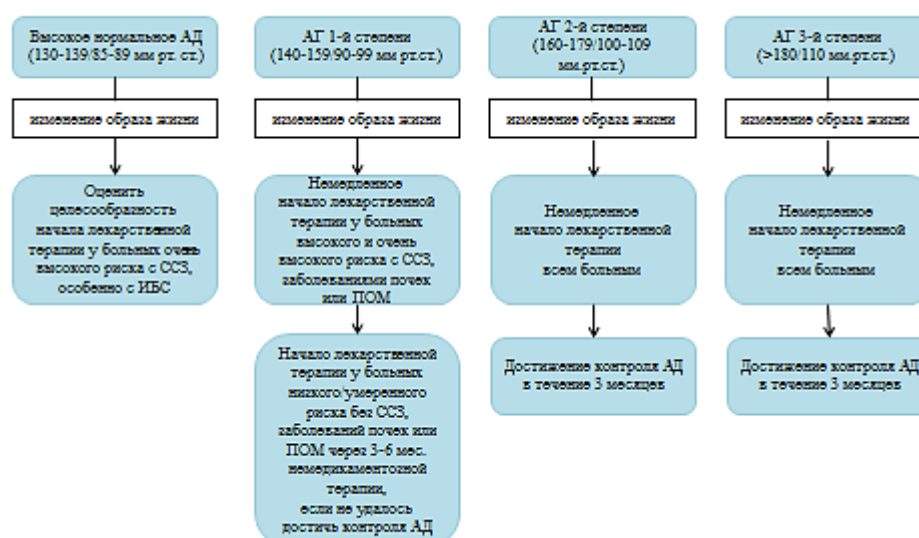 Высокое нормальное АД
(130-139/85-89 мм рт. ст.)
изменение образа жизни
Оценить
целесообразность
начала лекарственной
терапии у больных очень
высокого риска с ССЗ,
особенно с ИБС
АГ 1-й степени
(140-159/90-99 мм рт.ст.)
изменение образа жизни
Немедленное
начало лекарственной
терапии у больных
высокого и очень
высокого риска с ССЗ,
заболеваниями почек
или ПОМ
Начало лекарственной
терапии у больных
низкого/умеренного
риска без ССЗ,
заболеваний почек или
ПОМ через 3-6 мес.
немедикаментозной
терапии,
если не удалось
достичь контроля АД
АГ 2-й степени
(160-179/100-109
мм.рт.ст.)
изменение образа жизни
Немедленное
начало лекарственной
терапии
всем больным
Достижение контроля АД
в течение 3 месяцев
АГ 3-й степени
(>180/110 мм.рт.ст.)
изменение образа жизни
Немедленное
начало лекарственной
терапии
всем больным
Достижение контроля АД
в течение 3 месяцев